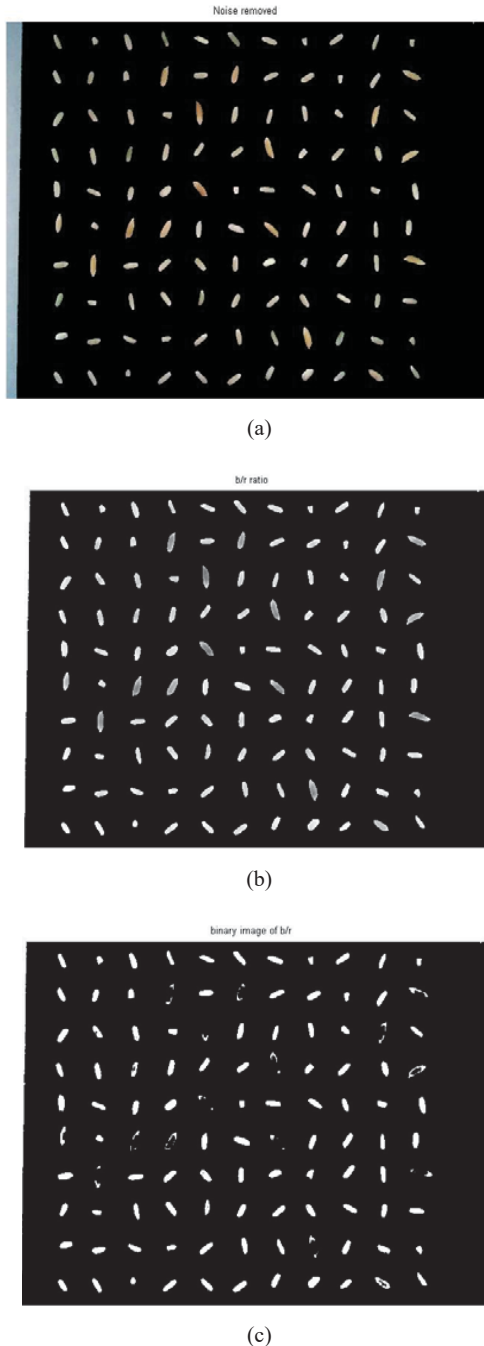 Noise removed
(a)
b/r ratio
(b)
binary image of b/r
(c)